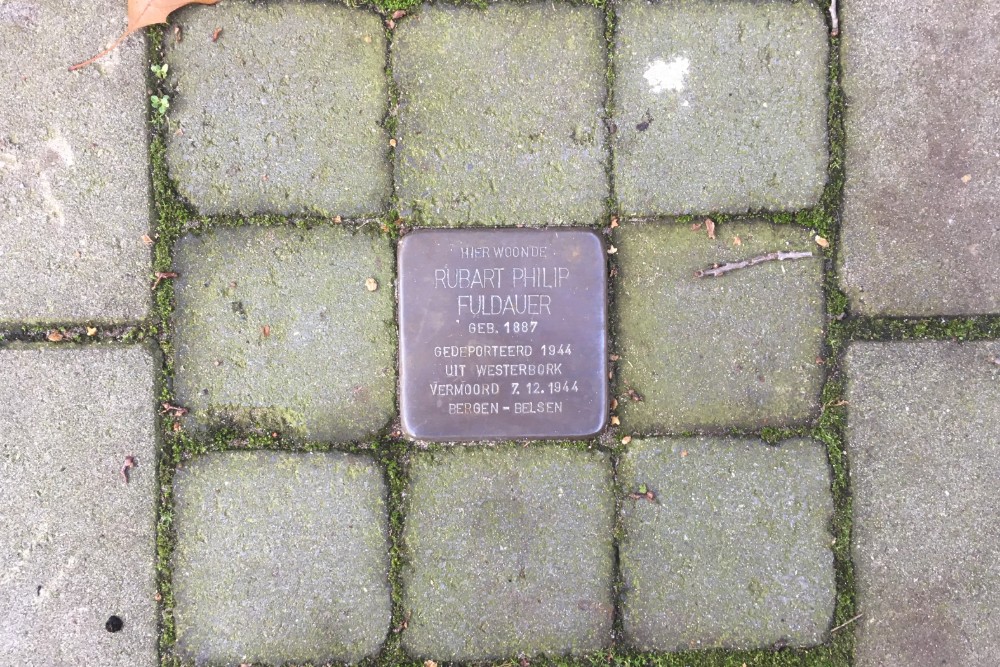 HIER WOONDE
RUBART PHILIP
FULDAUER
GEB. 1887
GEDEPORTEERD 1944
UIT WESTERBORK
VERMOORD 7.12.1944
BERGEN - BELSEN